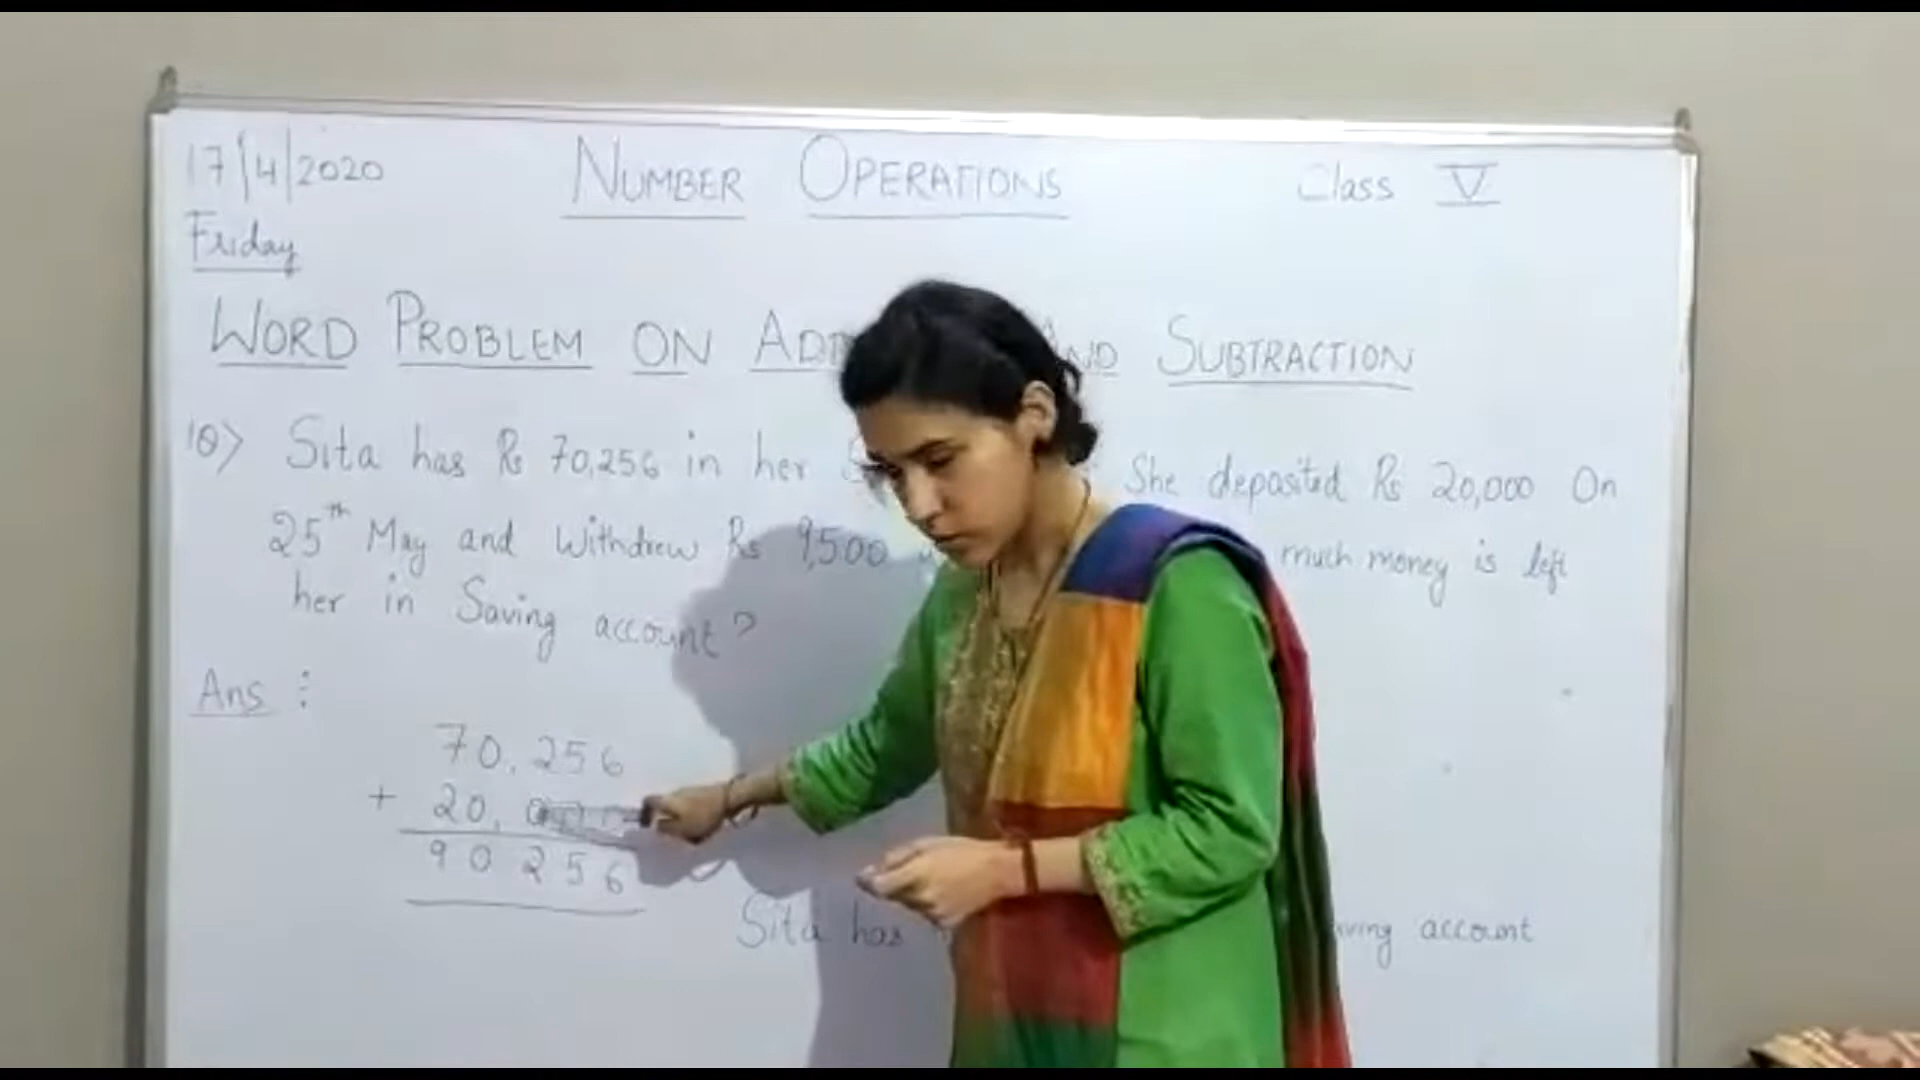 17/4/2020 NUMBER OPERATIONS Class V
Friday
WORD PROBLEM ON AND SUBTRACTION
1Q> Sita has Rs 70,256 in her She deposited Rs 20,000 On
25th May and Withdrew Rs 9,500 much money is left
her in Saving account?
Ans :
70,256
+ 20,
90256
Sita has account